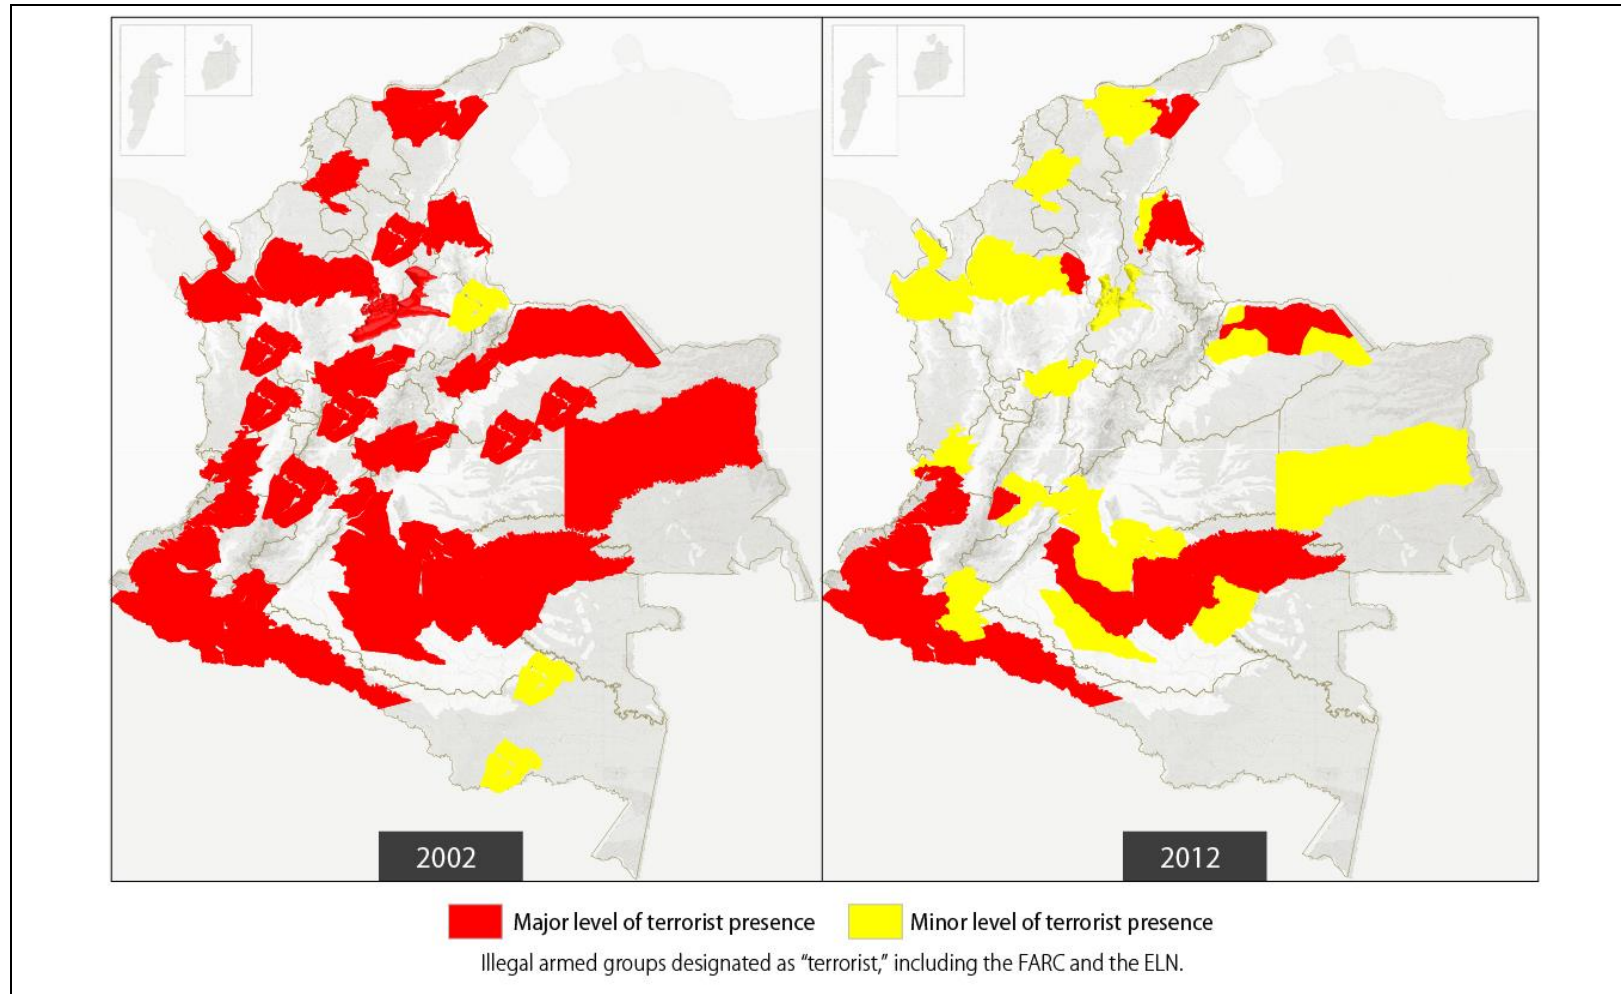 2002
2012
Major level of terrorist presence
Minor level of terrorist presence
Illegal armed groups designated as “terrorist,” including the FARC and the ELN.